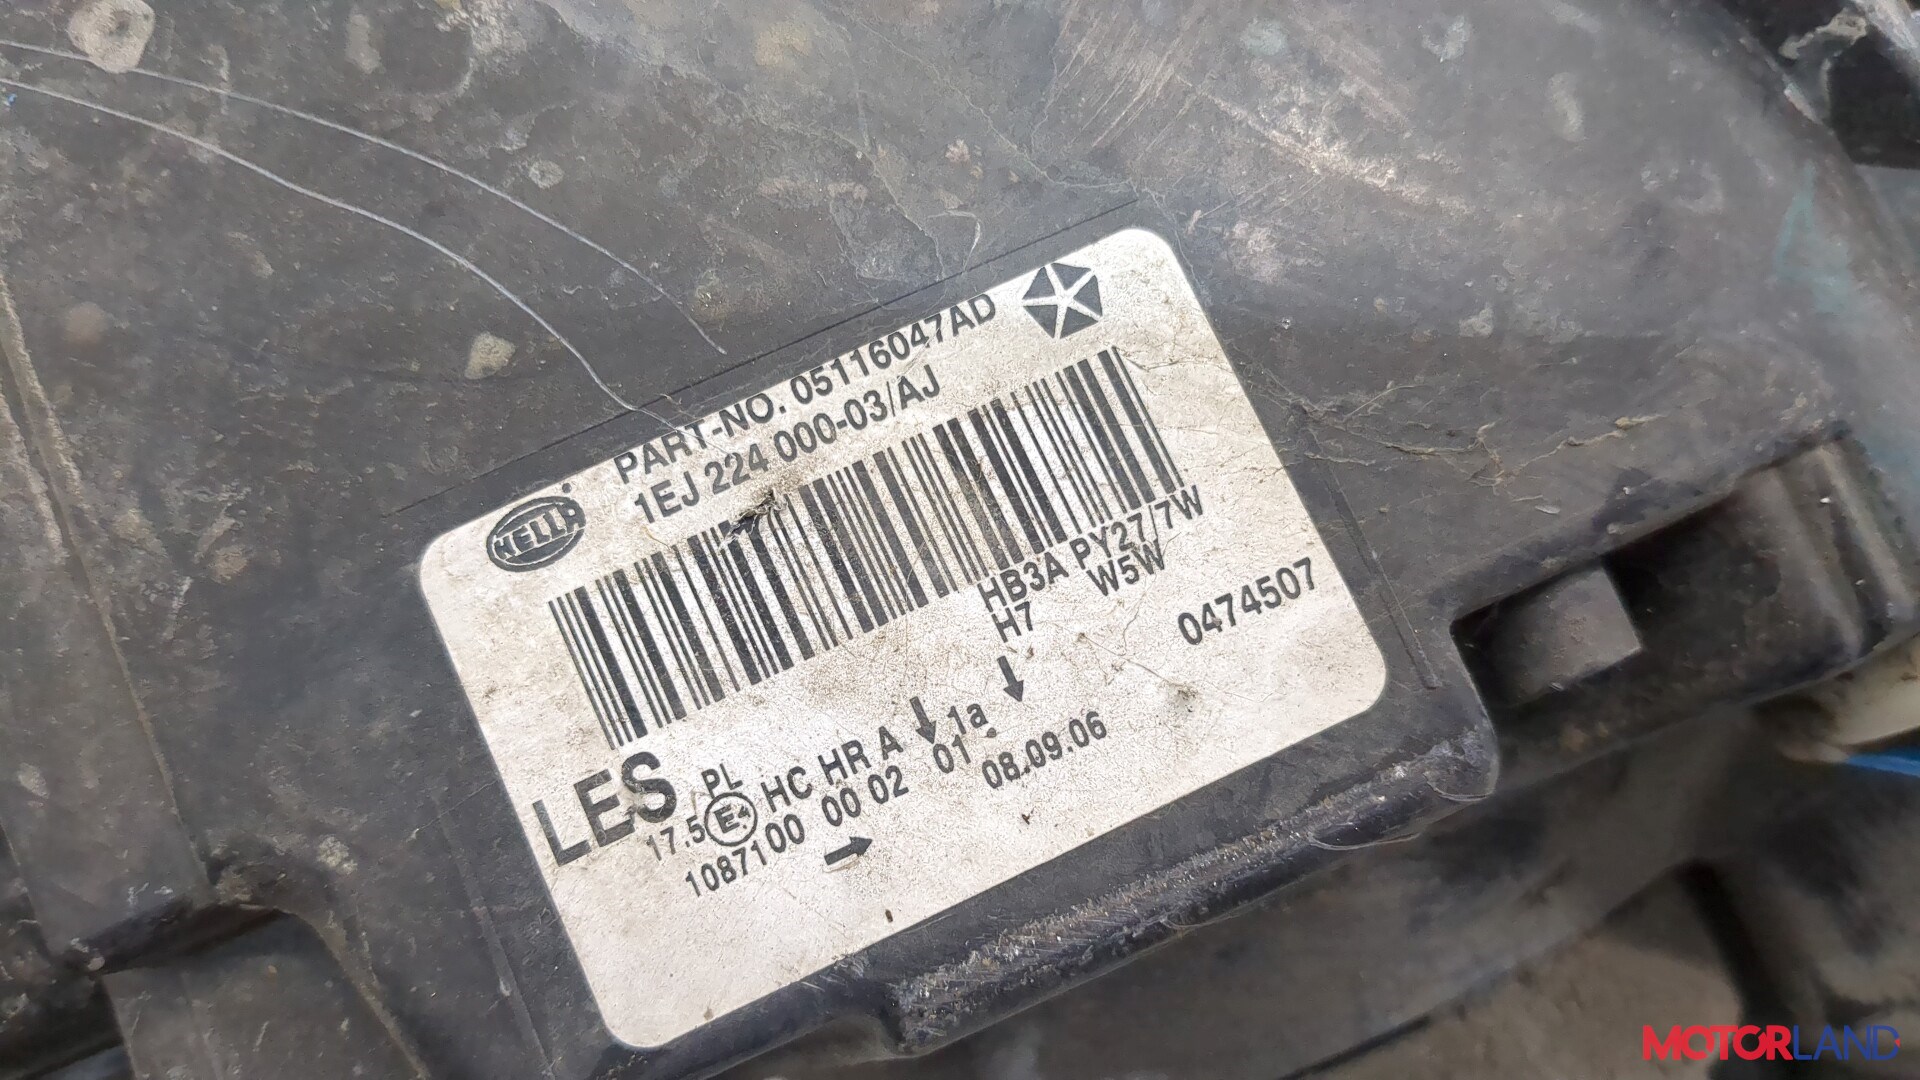 PART-NO. 05116047AD
1EJ 224 000-03/AJ
HELLA
HB3A PY27/7W
H7 W5W
0474507
LES
PL
17.5 E4 HC HR A 1a
1087100 00 02 01
08.09.06
MOTORLAND